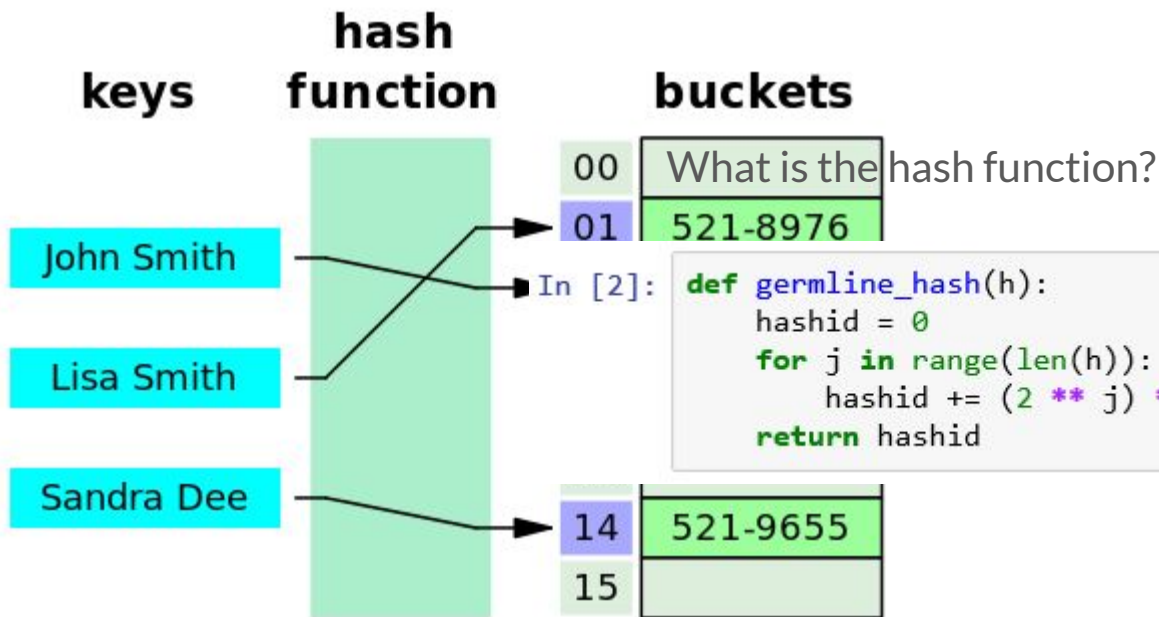 hash
keys function buckets
00 What is the hash function?
01 521-8976
John Smith
In [2]: def germline_hash(h):
hashid = 0
for j in range(len(h)):
hashid += (2 ** j) *
return hashid
Lisa Smith
Sandra Dee
14 521-9655
15